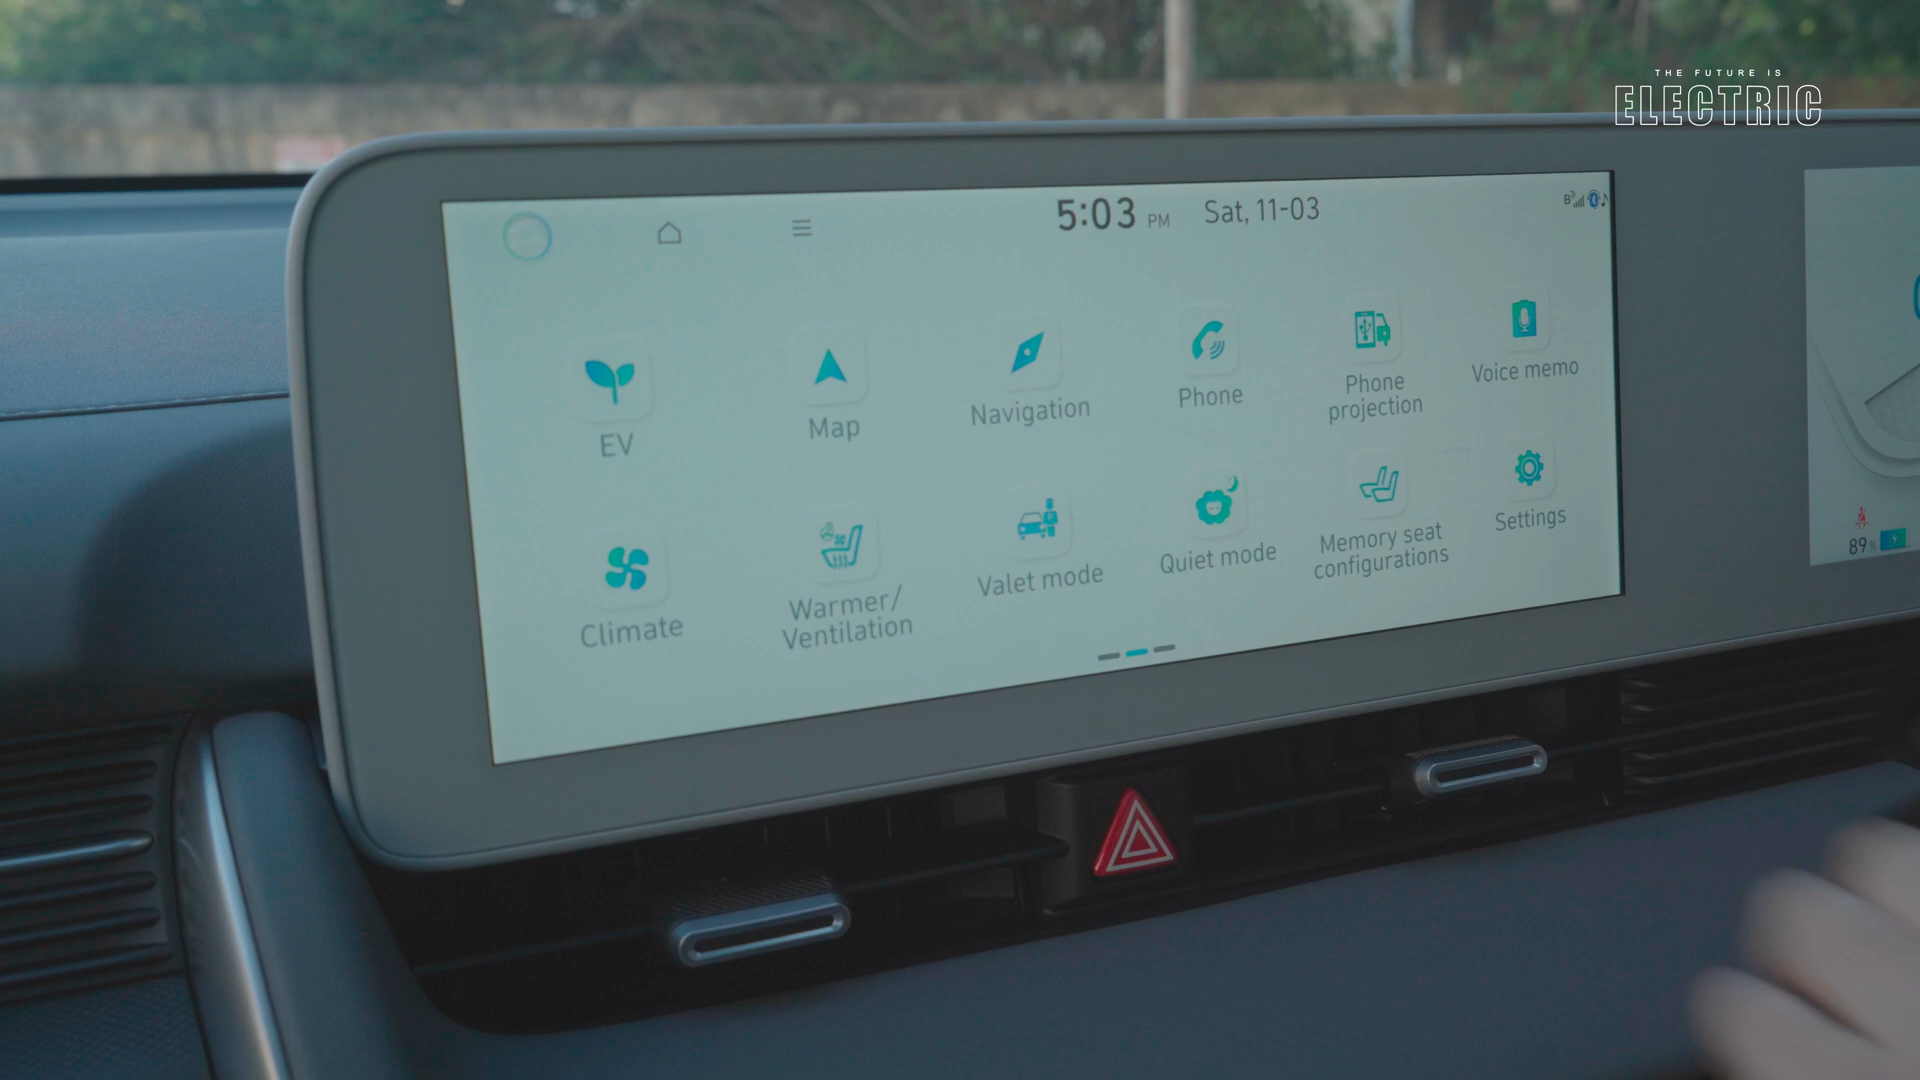 THE FUTURE IS
ELECTRIC
5:03 PM Sat, 11-03
EV
Map
Navigation
Phone
Phone
projection
Voice memo
Climate
Warmer/
Ventilation
Valet mode
Quiet mode
Memory seat
configurations
Settings
89%